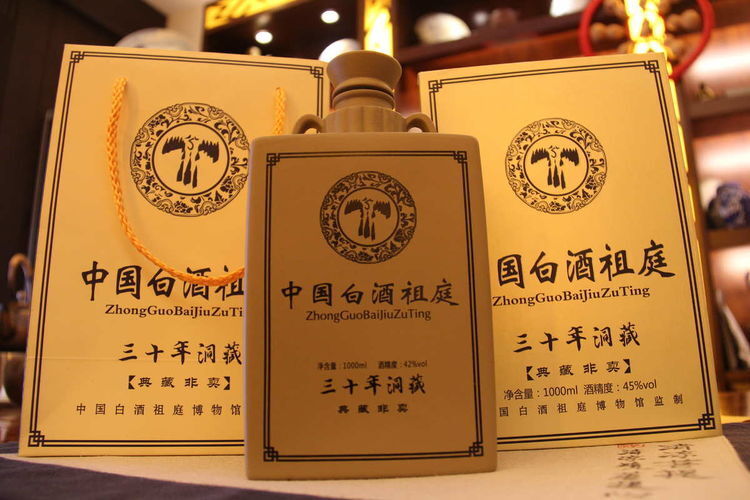 中国白酒祖
ZhongGuoBaiJiuZuTing
三十年洞藏
【典藏非卖】
中国白酒祖庭博物馆
中国白酒祖庭
ZhongGuoBaiJiuZuTing
净含量：1000ml 酒精度：42%vol
三十年洞藏
典藏非卖
国白酒祖庭
ZhongGuoBaiJiuZuTing
三十年洞藏
【典藏非卖】
净含量：1000ml 酒精度：45%vol
国白酒祖庭博物馆监制